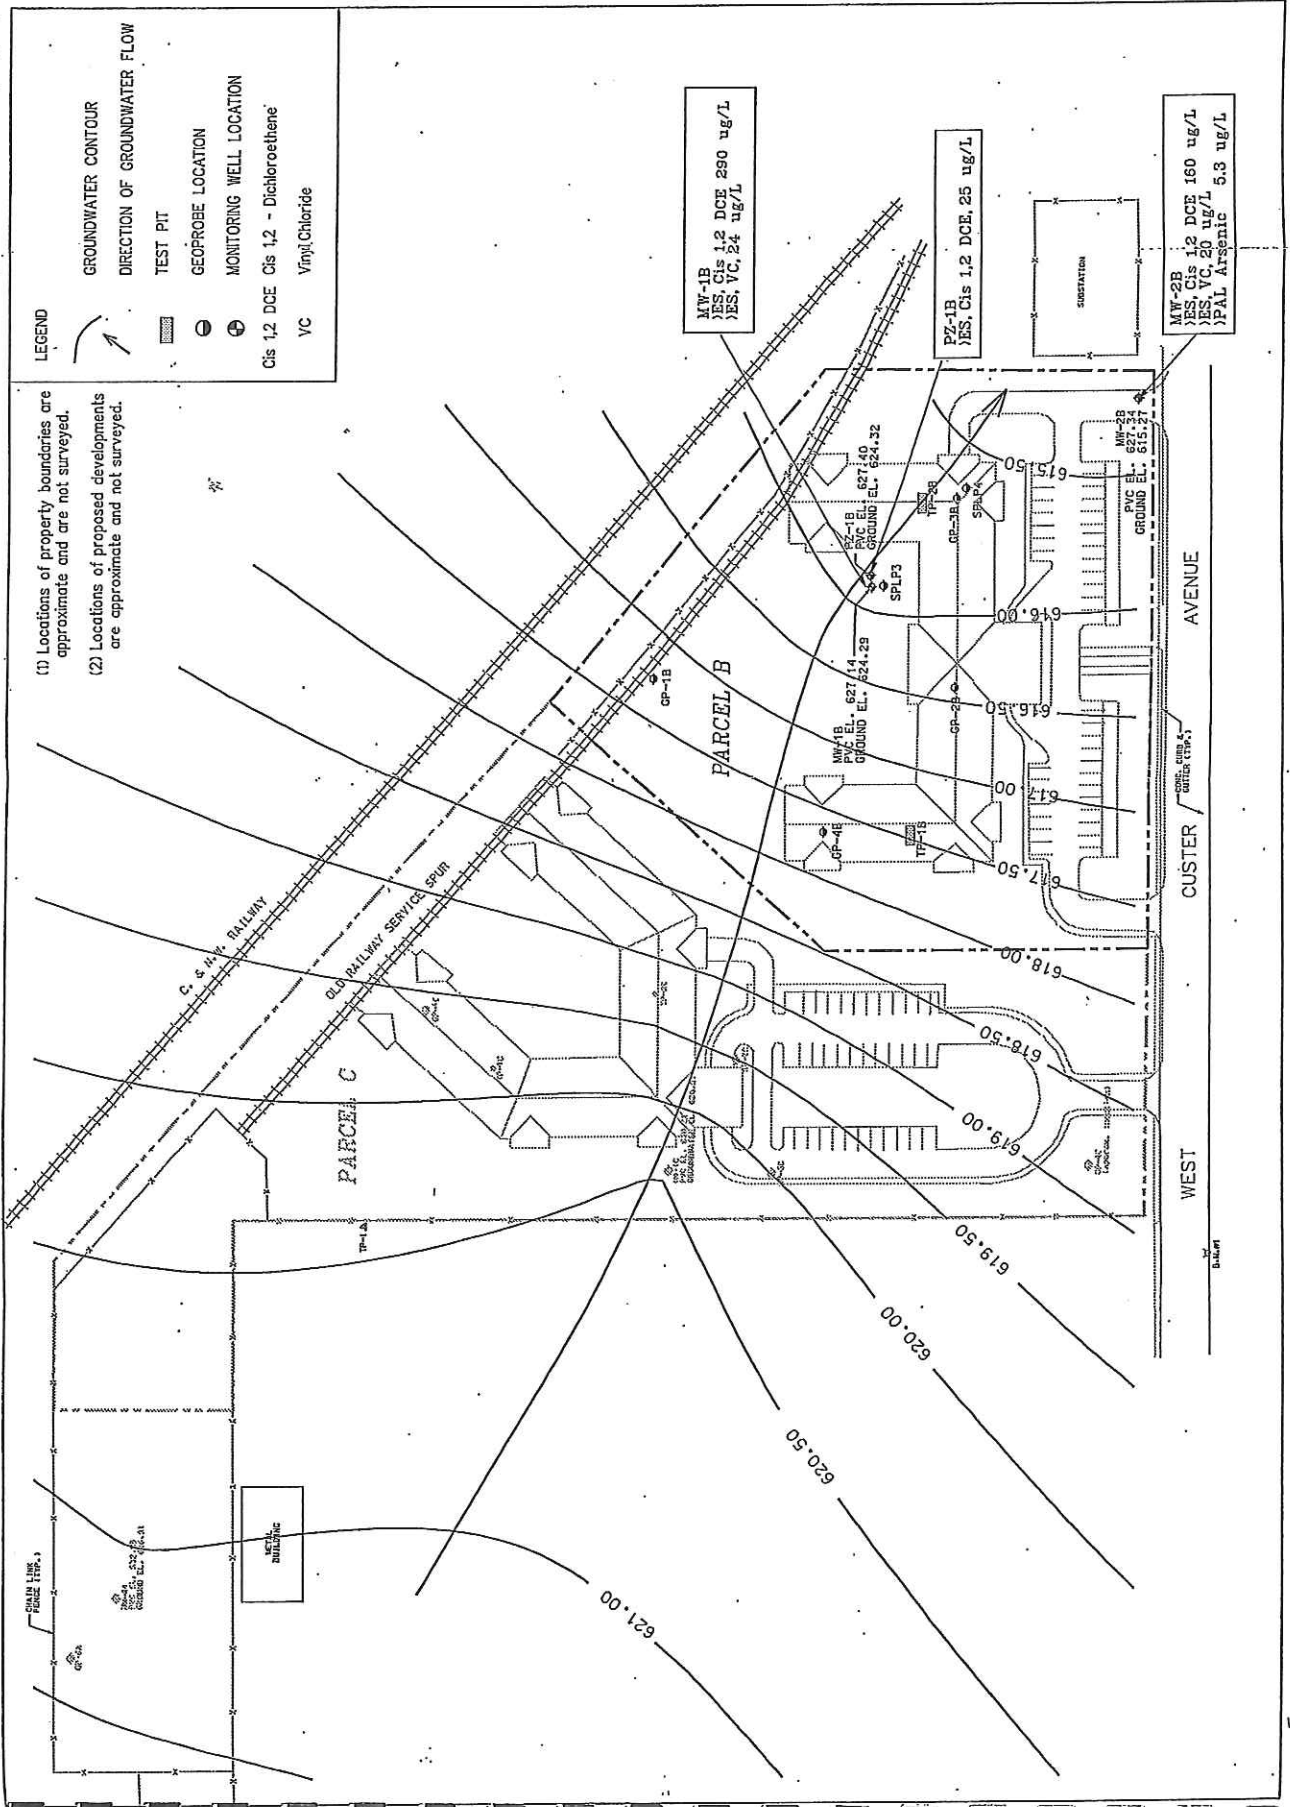 LEGEND
GROUNDWATER CONTOUR
DIRECTION OF GROUNDWATER FLOW
TEST PIT
GEOPROBE LOCATION
MONITORING WELL LOCATION
Cis 1,2 DCE Cis 1,2 - Dichloroethene
VC Vinyl Chloride
(1) Locations of property boundaries are
approximate and are not surveyed.
(2) Locations of proposed developments
are approximate and not surveyed.
MW-1B
>ES, Cis 1,2 DCE 290 ug/L
>ES, VC, 24 ug/L
PZ-1B
>ES, Cis 1,2 DCE, 25 ug/L
MW-2B
>ES, Cis 1,2 DCE 160 ug/L
>ES, VC, 20 ug/L
>PAL Arsenic 5.3 ug/L
SUBSTATION
C. & N.W. RAILWAY
OLD RAILWAY SERVICE SPUR
PARCEL C
PARCEL B
GP-1B
PZ-1B
PVC EL. 627.40
GROUND EL. 624.32
TP-2B
GP-3B
SPLP4
SPLP3
MW-1B
PVC EL. 627.14
GROUND EL. 624.29
GP-2B
GP-4B
TP-1B
MW-2B
PVC EL. 627.34
GROUND EL. 615.27
615.50
616.00
616.50
617.00
617.50
618.00
618.50
619.00
619.50
620.00
620.50
621.00
CONC. CURB &
GUTTER (TYP.)
WEST CUSTER AVENUE
CHAIN LINK
FENCE (TYP.)
METAL
BUILDING